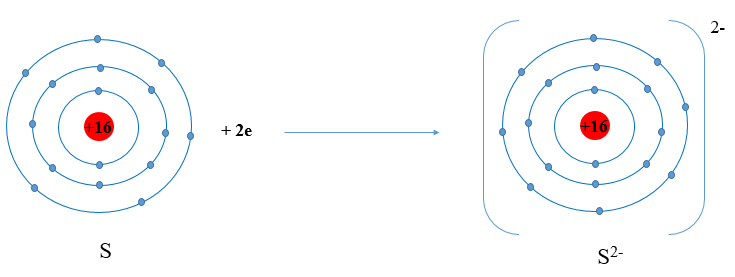 2-
+16
+ 2e
+16
S
S²⁻